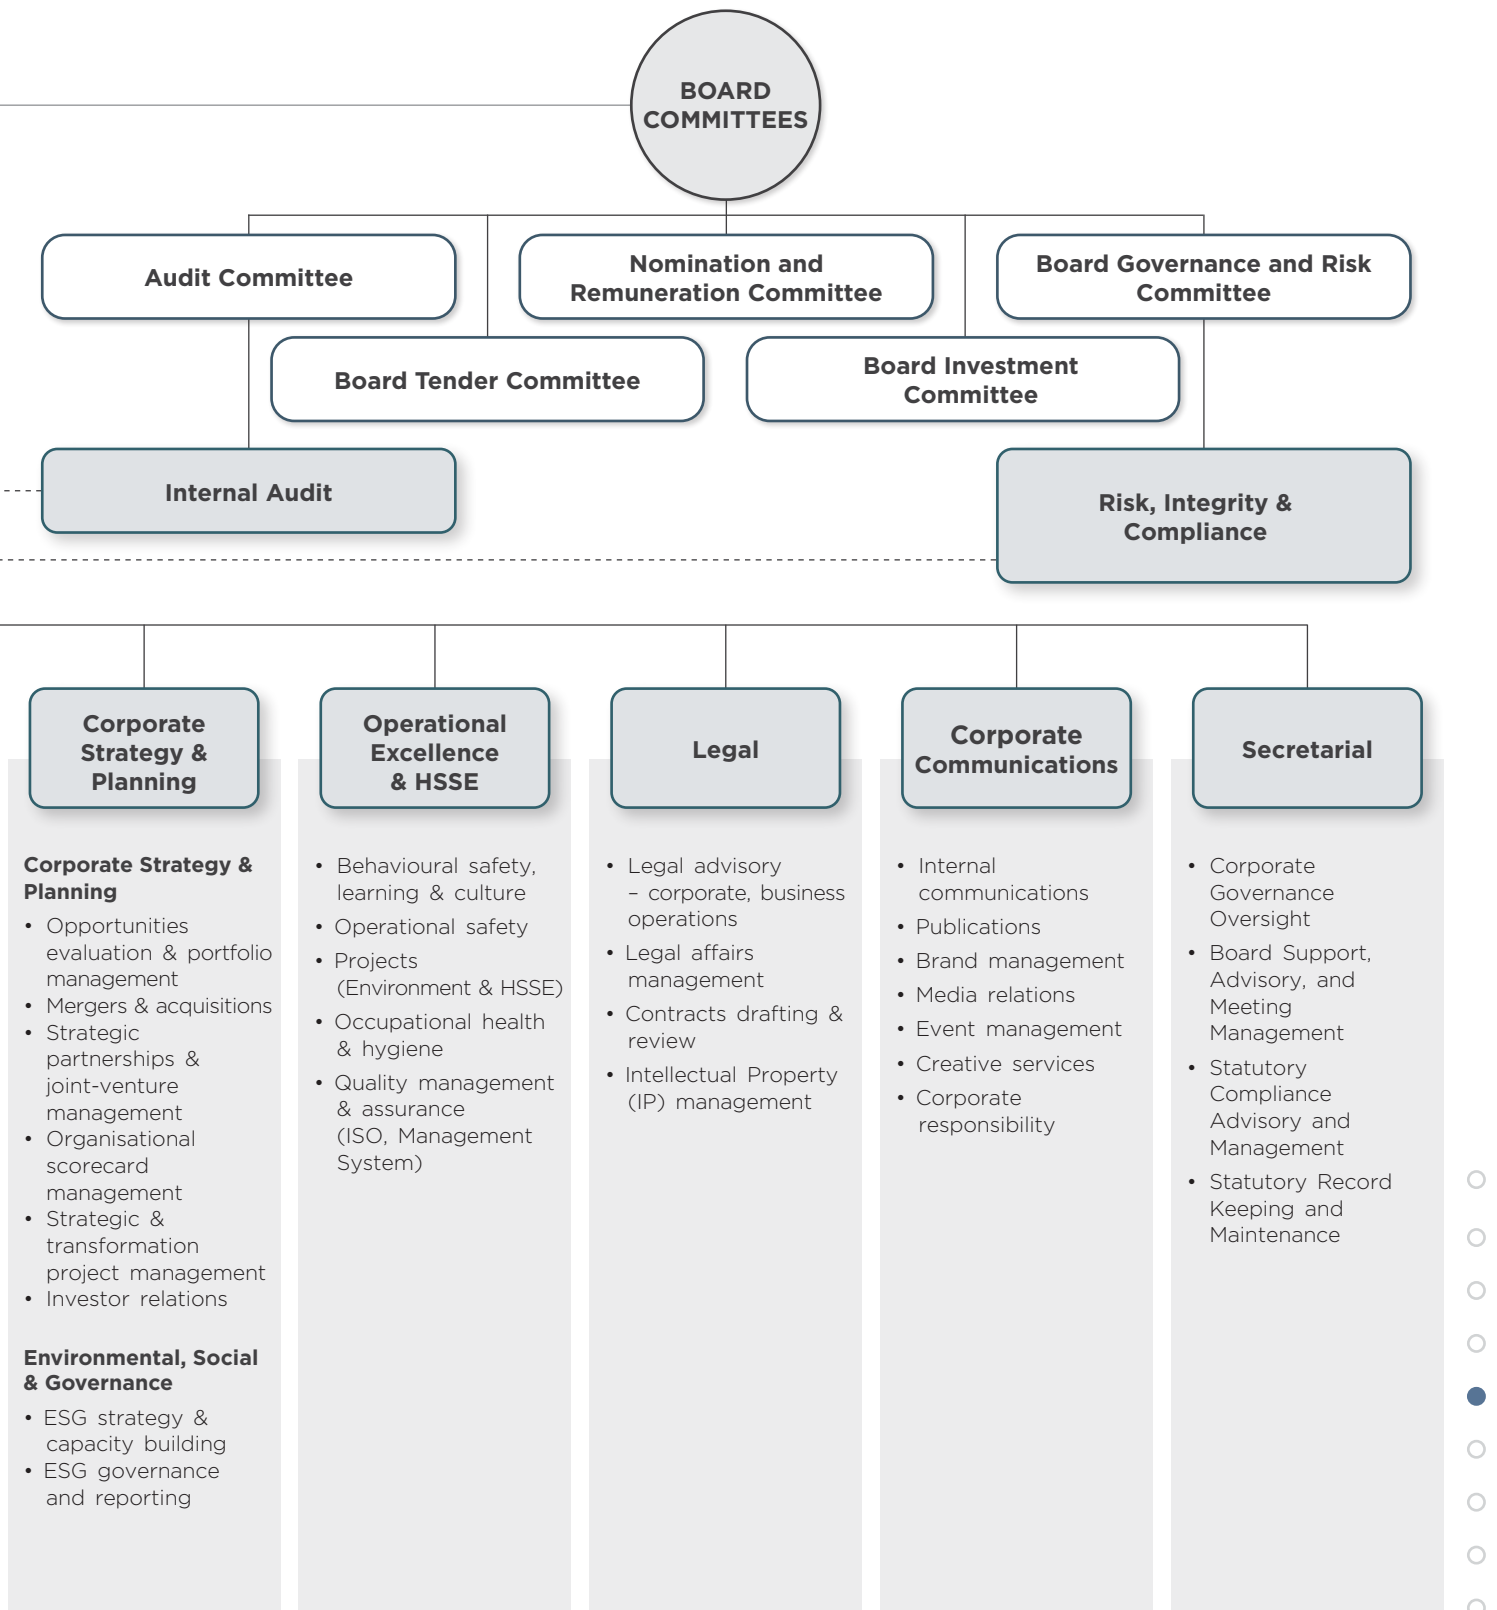 BOARD
COMMITTEES
Audit Committee
Nomination and
Remuneration Committee
Board Governance and Risk
Committee
Board Tender Committee
Board Investment
Committee
Internal Audit
Risk, Integrity &
Compliance
Corporate
Strategy &
Planning
Operational
Excellence
& HSSE
Legal
Corporate
Communications
Secretarial
Corporate Strategy &
Planning
• Opportunities
evaluation & portfolio
management
• Mergers & acquisitions
• Strategic
partnerships &
joint-venture
management
• Organisational
scorecard
management
• Strategic &
transformation
project management
• Investor relations
Environmental, Social
& Governance
• ESG strategy &
capacity building
• ESG governance
and reporting
• Behavioural safety,
learning & culture
• Operational safety
• Projects
(Environment & HSSE)
• Occupational health
& hygiene
• Quality management
& assurance
(ISO, Management
System)
• Legal advisory
– corporate, business
operations
• Legal affairs
management
• Contracts drafting &
review
• Intellectual Property
(IP) management
• Internal
communications
• Publications
• Brand management
• Media relations
• Event management
• Creative services
• Corporate
responsibility
• Corporate
Governance
Oversight
• Board Support,
Advisory, and
Meeting
Management
• Statutory
Compliance
Advisory and
Management
• Statutory Record
Keeping and
Maintenance